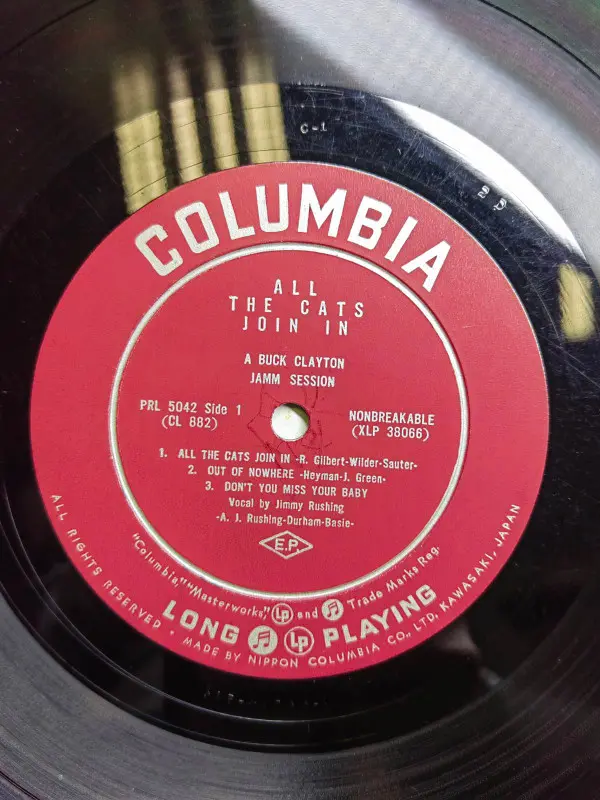 C-1
COLUMBIA
ALL
THE CATS
JOIN IN
A BUCK CLAYTON
JAMM SESSION
PRL 5042 Side 1
(CL 882)
NONBREAKABLE
(XLP 38066)
1. ALL THE CATS JOIN IN -R. Gilbert-Wilder-Sauter-
2. OUT OF NOWHERE -Heyman-J. Green-
3. DON'T YOU MISS YOUR BABY
Vocal by Jimmy Rushing
-A. J. Rushing-Durham-Basie-
E.P.
"Columbia," "Masterworks," LP and Trade Marks Reg.
LONG LP PLAYING
ALL RIGHTS RESERVED • MADE BY NIPPON COLUMBIA CO., LTD, KAWASAKI, JAPAN